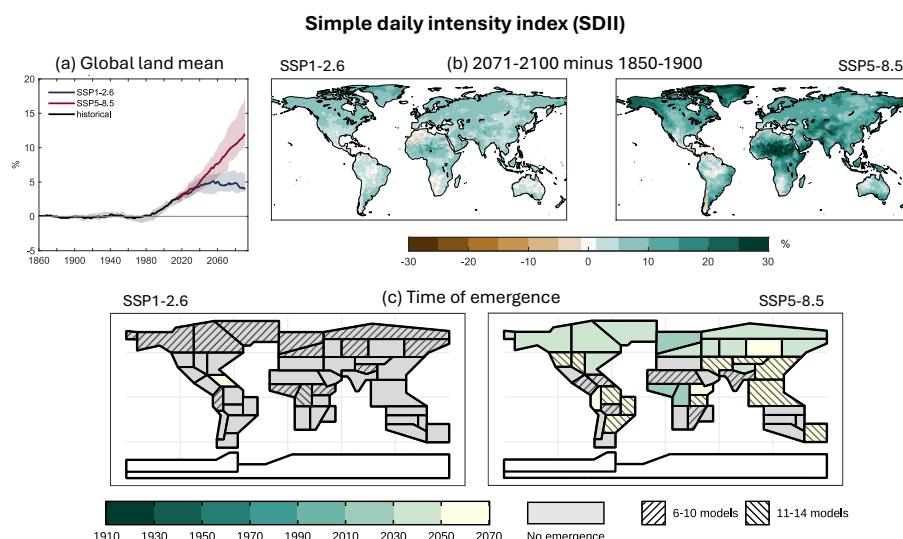 Simple daily intensity index (SDII)
(a) Global land mean
SSP1-2.6
(b) 2071-2100 minus 1850-1900
SSP5-8.5
20
15
10
5
0
-5
%
SSP1-2.6
SSP5-8.5
historical
1860 1900 1940 1980 2020 2060
-30 -20 -10 0 10 20 30
%
SSP1-2.6
(c) Time of emergence
SSP5-8.5
1910 1930 1950 1970 1990 2010 2030 2050 2070
No emergence
6-10 models
11-14 models